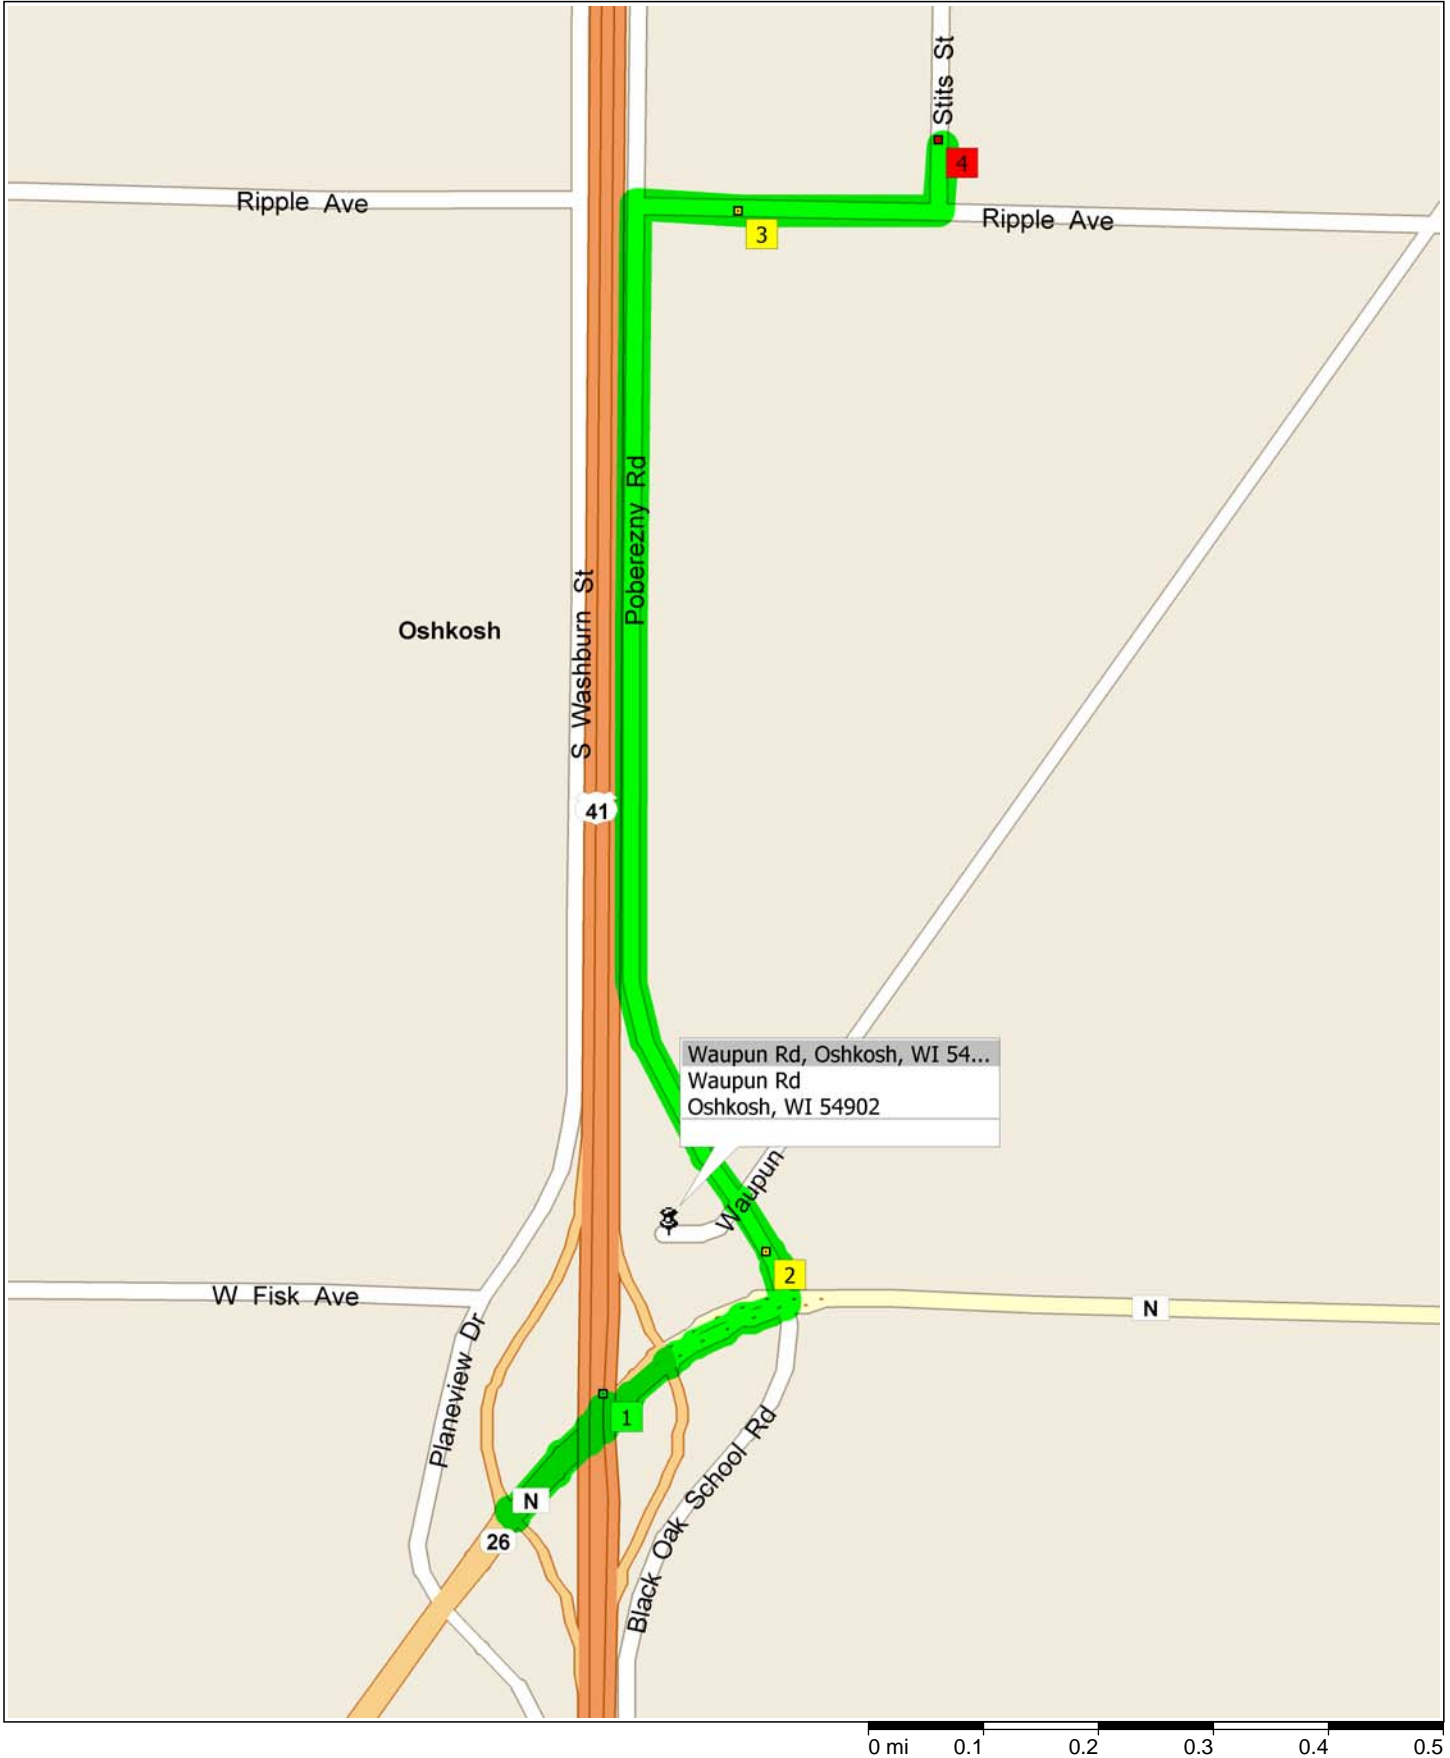 Stits St
4
Ripple Ave
Ripple Ave
3
Poberezny Rd
S Washburn St
Oshkosh
41
Waupun Rd, Oshkosh, WI 54...
Waupun Rd
Oshkosh, WI 54902
Waupun
2
W Fisk Ave
N
Planeview Dr
1
Black Oak School Rd
N
26
0 mi 0.1 0.2 0.3 0.4 0.5